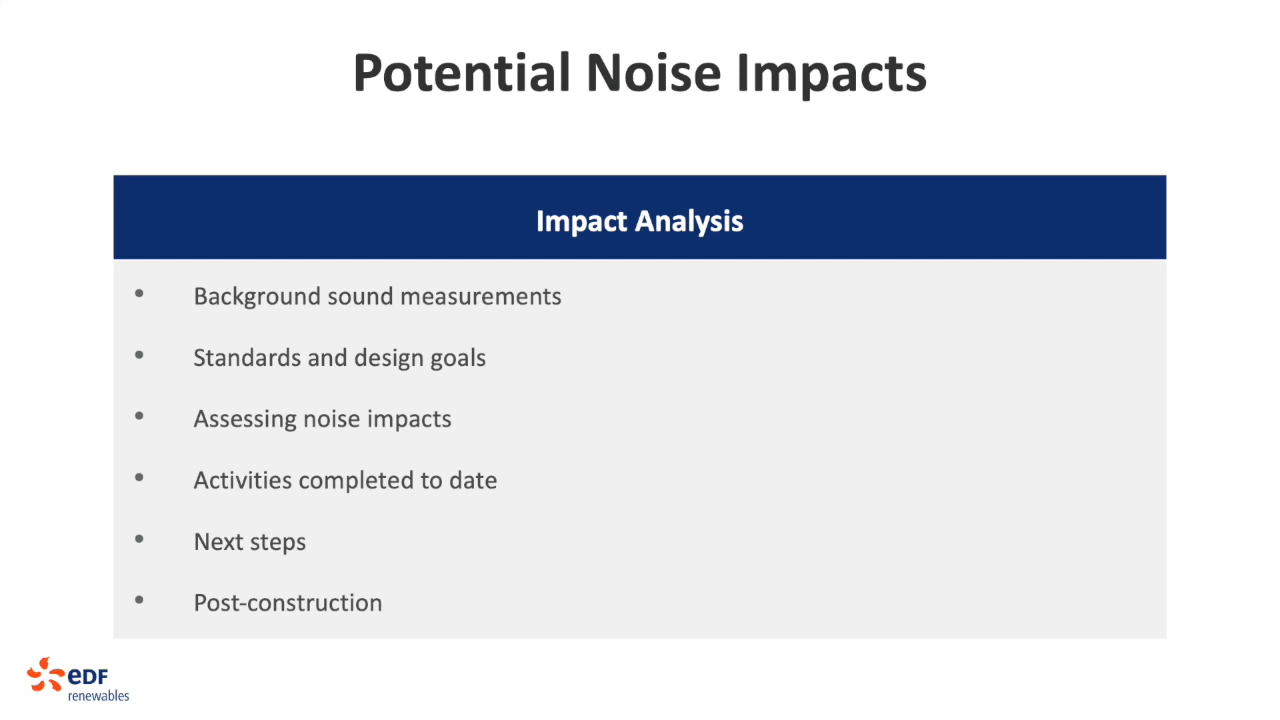 Potential Noise Impacts
Impact Analysis
• Background sound measurements
• Standards and design goals
• Assessing noise impacts
• Activities completed to date
• Next steps
• Post-construction
eDF
renewables